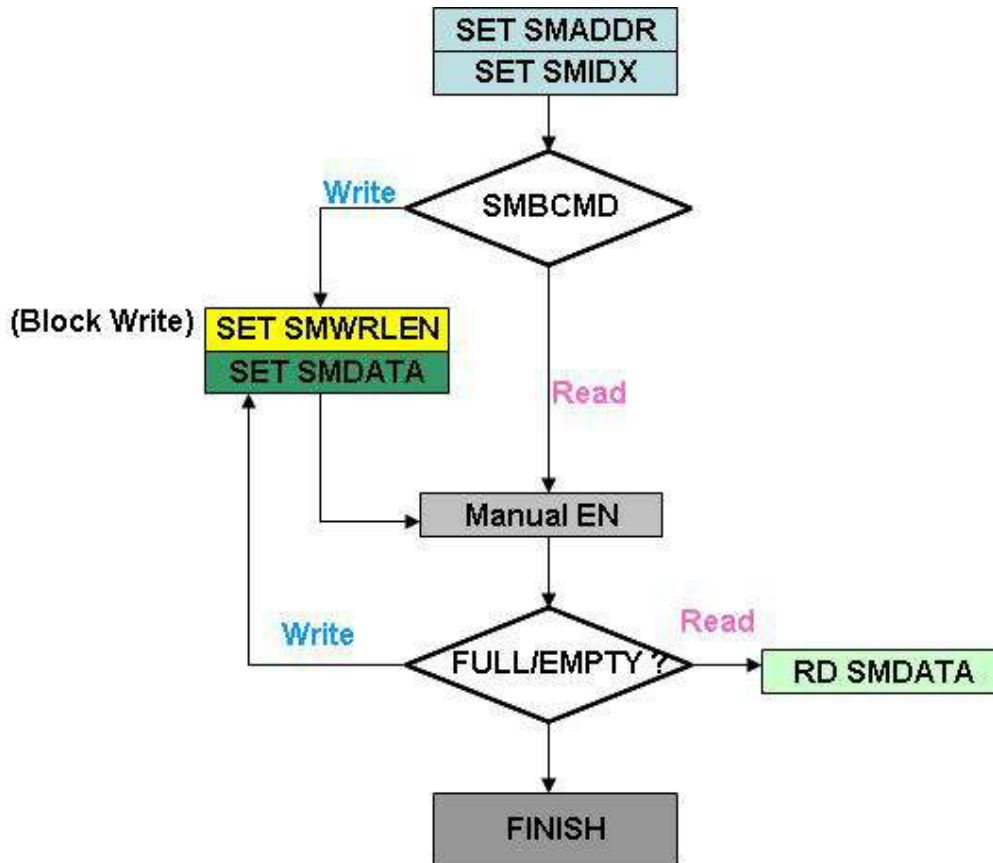 SET SMADDR
SET SMIDX
Write
SMBCMD
(Block Write)
SET SMWRLEN
SET SMDATA
Read
Manual EN
Write
FULL/EMPTY ?
Read
RD SMDATA
FINISH